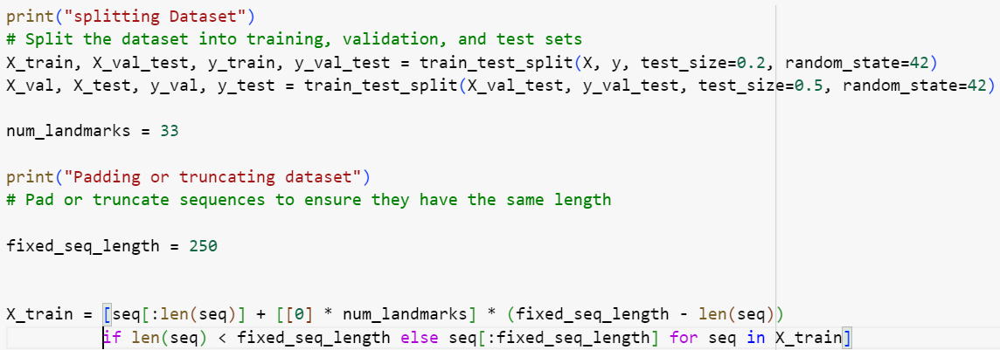 print("splitting Dataset")
# Split the dataset into training, validation, and test sets
X_train, X_val_test, y_train, y_val_test = train_test_split(X, y, test_size=0.2, random_state=42)
X_val, X_test, y_val, y_test = train_test_split(X_val_test, y_val_test, test_size=0.5, random_state=42)
num_landmarks = 33
print("Padding or truncating dataset")
# Pad or truncate sequences to ensure they have the same length
fixed_seq_length = 250
X_train = [seq[:len(seq)] + [[0] * num_landmarks] * (fixed_seq_length - len(seq))
if len(seq) < fixed_seq_length else seq[:fixed_seq_length] for seq in X_train]